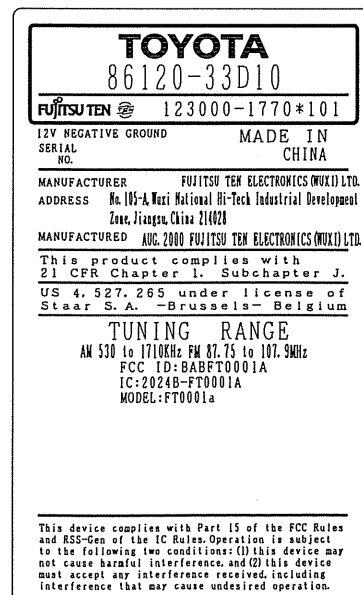 TOYOTA
86120-33D10
FUJITSU TEN 123000-1770*101
12V NEGATIVE GROUND
SERIAL NO.
MADE IN CHINA
MANUFACTURER FUJITSU TEN ELECTRONICS (WUXI) LTD.
ADDRESS No. 105-A, Wuxi National Hi-Tech Industrial Development
Zone, Jiangsu, China 214028
MANUFACTURED AUG. 2000 FUJITSU TEN ELECTRONICS (WUXI) LTD.
This product complies with
21 CFR Chapter 1. Subchapter J.
US 4. 527. 265 under license of
Staar S. A. -Brussels- Belgium
TUNING RANGE
AM 530 to 1710KHz FM 87.75 to 107.9MHz
FCC ID:BABFT0001A
IC:2024B-FT0001A
MODEL:FT0001a
This device complies with Part 15 of the FCC Rules
and RSS-Gen of the IC Rules. Operation is subject
to the following two conditions: (1) this device may
not cause harmful interference, and (2) this device
must accept any interference received, including
interference that may cause undesired operation.